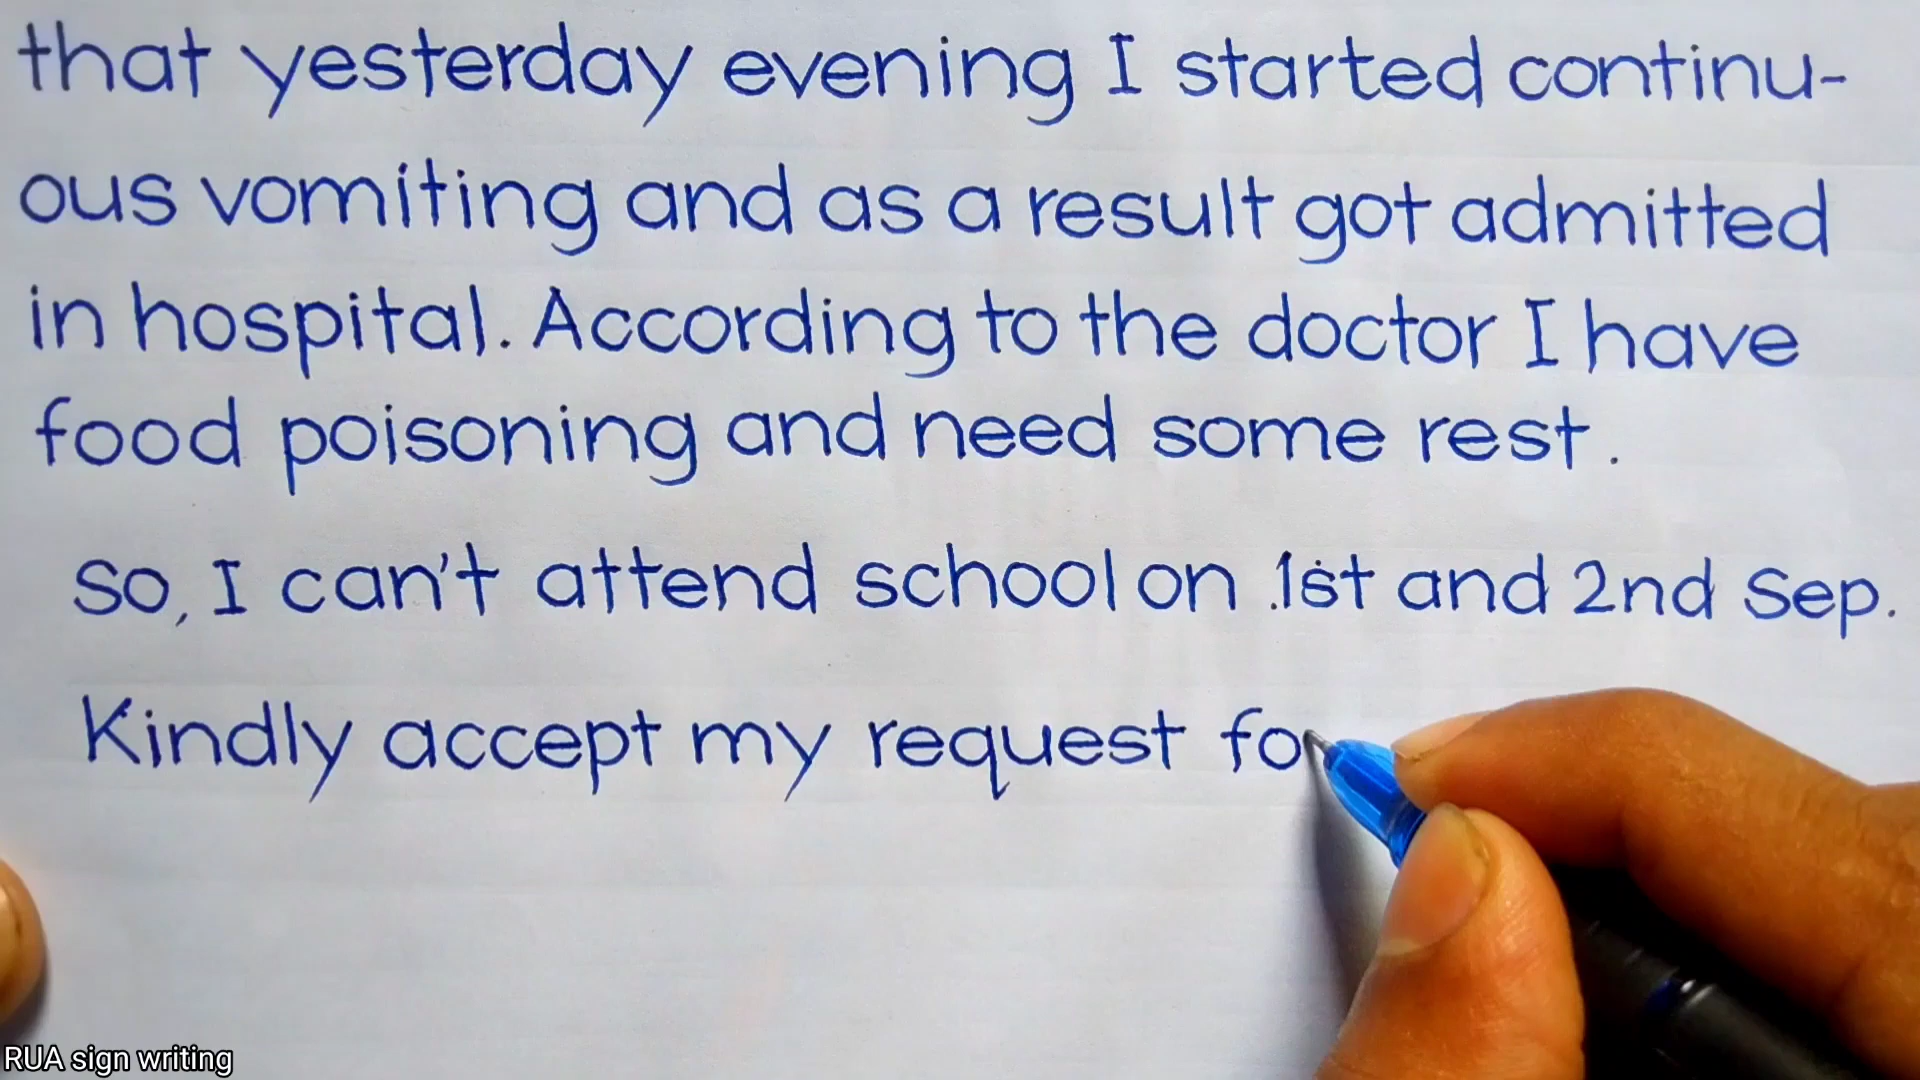 that yesterday evening I started continu-
ous vomiting and as a result got admitted
in hospital. According to the doctor I have
food poisoning and need some rest.
So, I can't attend school on 1st and 2nd Sep.
Kindly accept my request fo
RUA sign writing